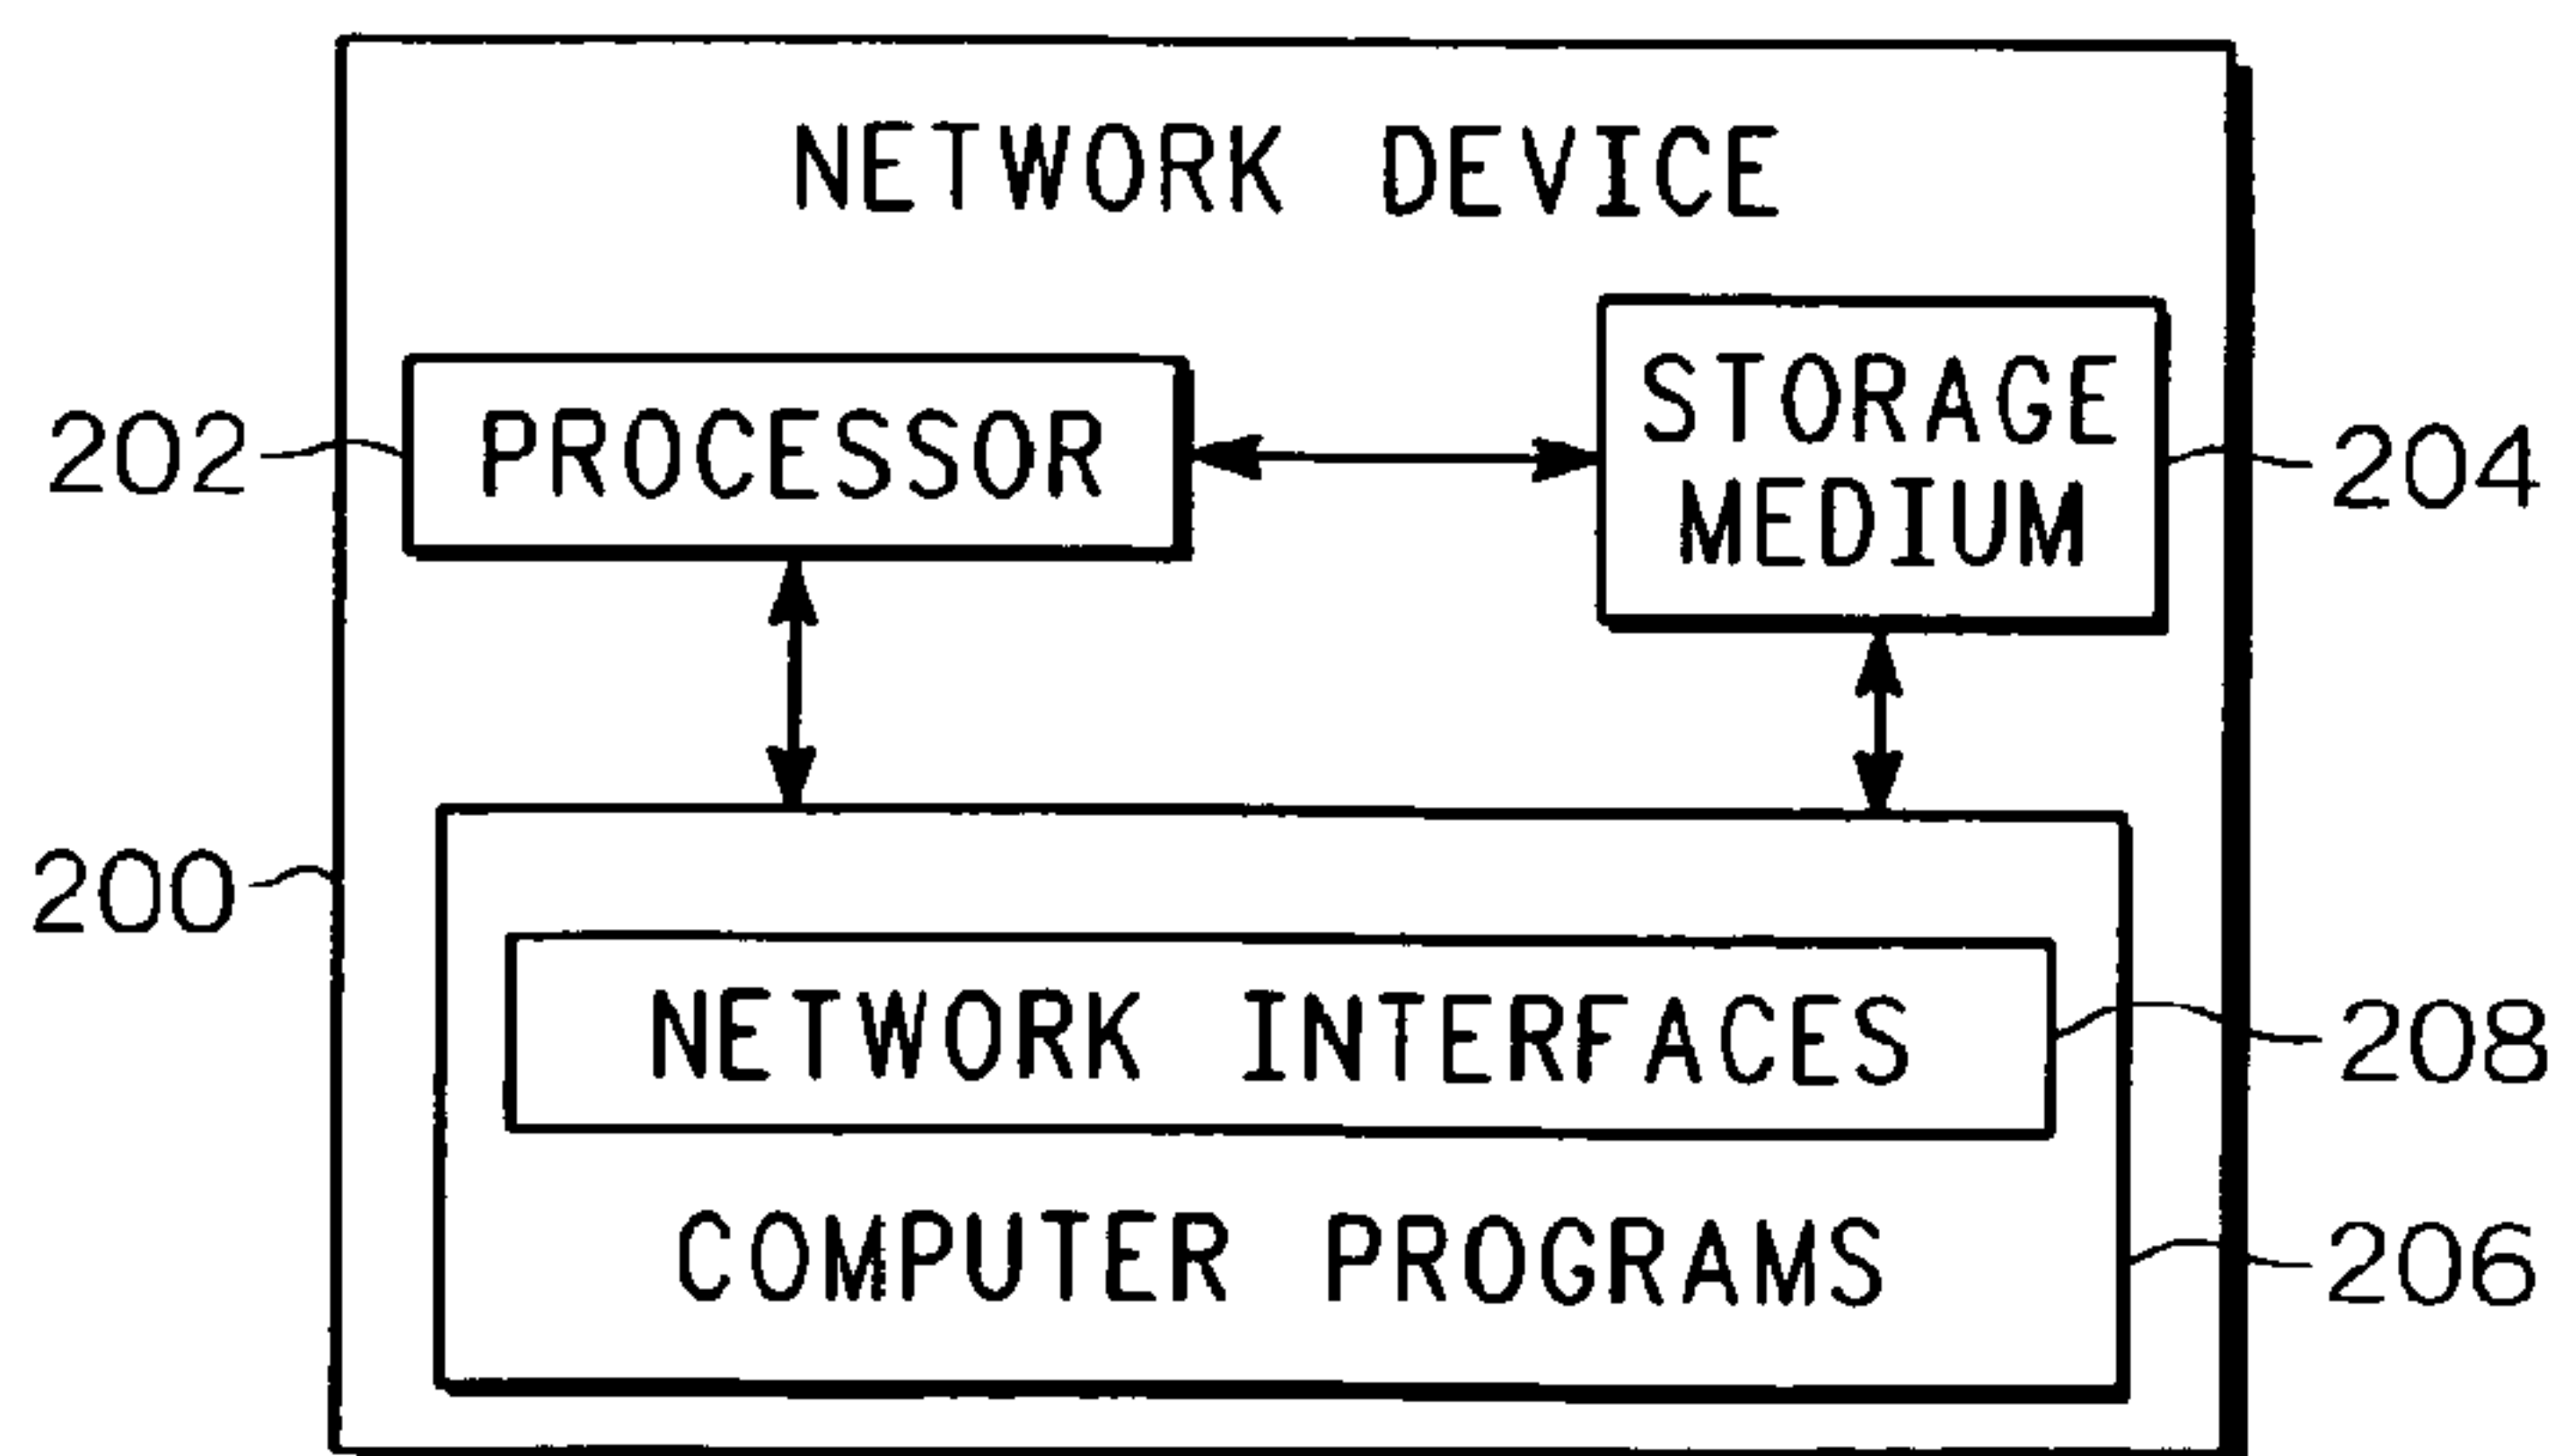 NETWORK DEVICE
202
PROCESSOR
STORAGE
MEDIUM
204
200
NETWORK INTERFACES
208
COMPUTER PROGRAMS
206